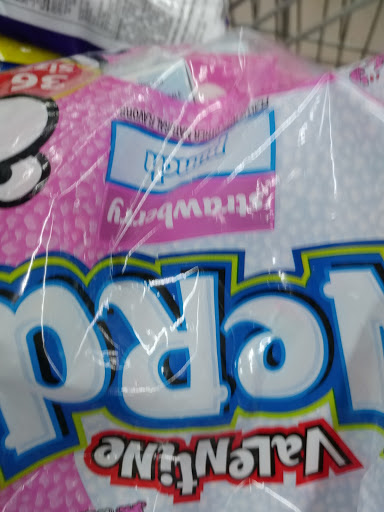 VaLeNtiNe
NeRd
strawberry
punch
36